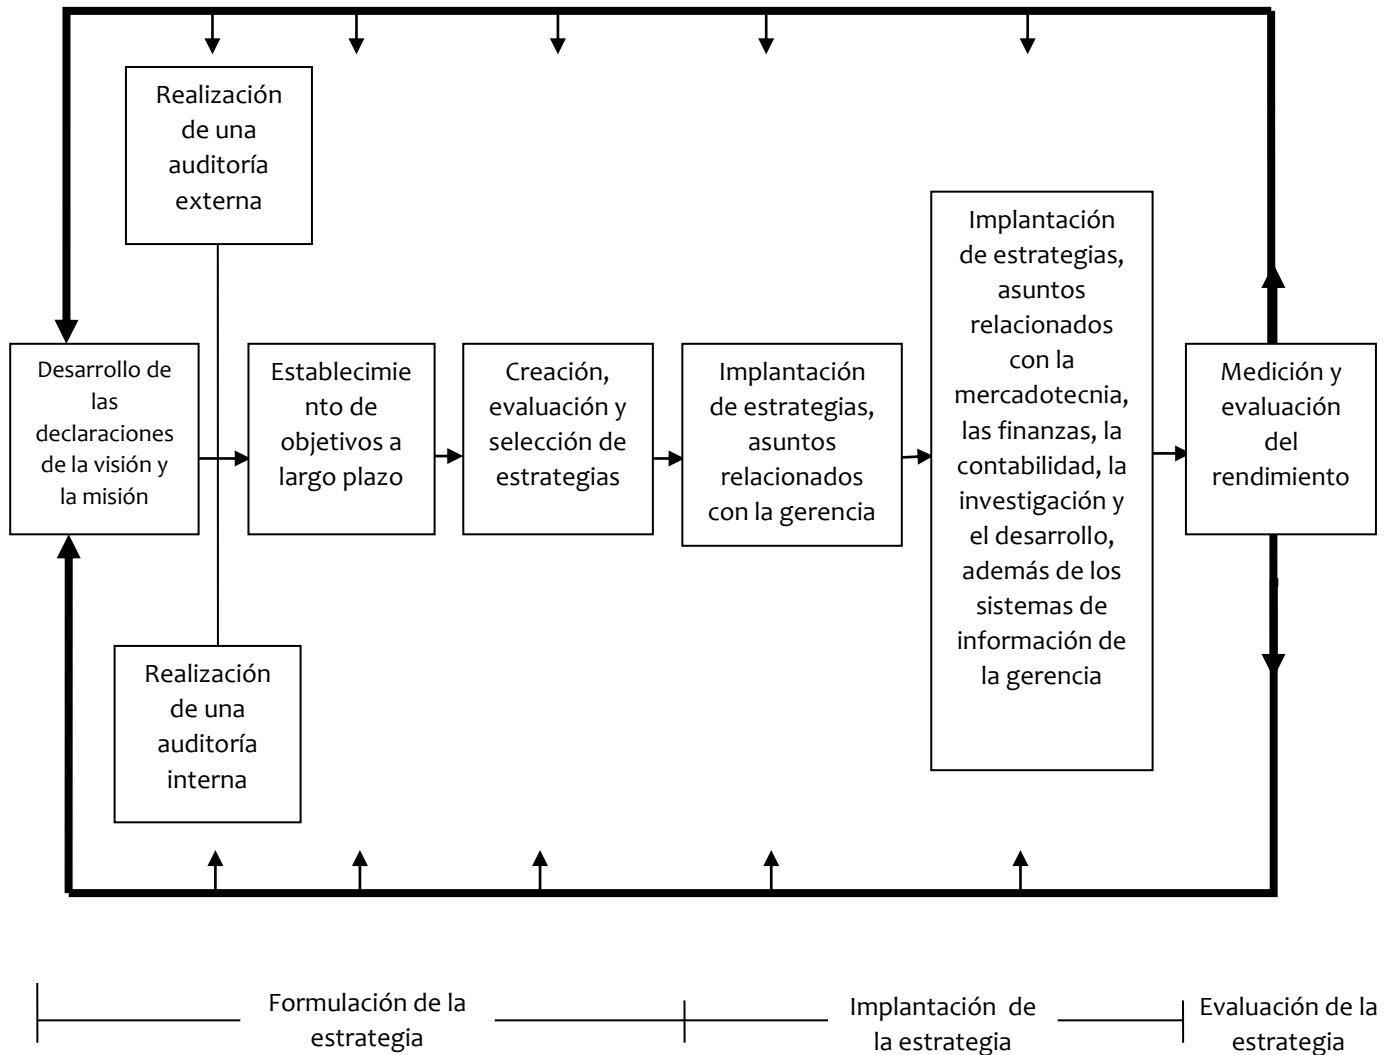 Realización
de una
auditoría
externa
Desarrollo de
las
declaraciones
de la visión y
la misión
Realización
de una
auditoría
interna
Establecimie
nto de
objetivos a
largo plazo
Creación,
evaluación y
selección de
estrategias
Implantación
de estrategias,
asuntos
relacionados
con la gerencia
Implantación
de estrategias,
asuntos
relacionados
con la
mercadotecnia,
las finanzas, la
contabilidad, la
investigación y
el desarrollo,
además de los
sistemas de
información de
la gerencia
Medición y
evaluación
del
rendimiento
Formulación de la
estrategia
Implantación de
la estrategia
Evaluación de la
estrategia